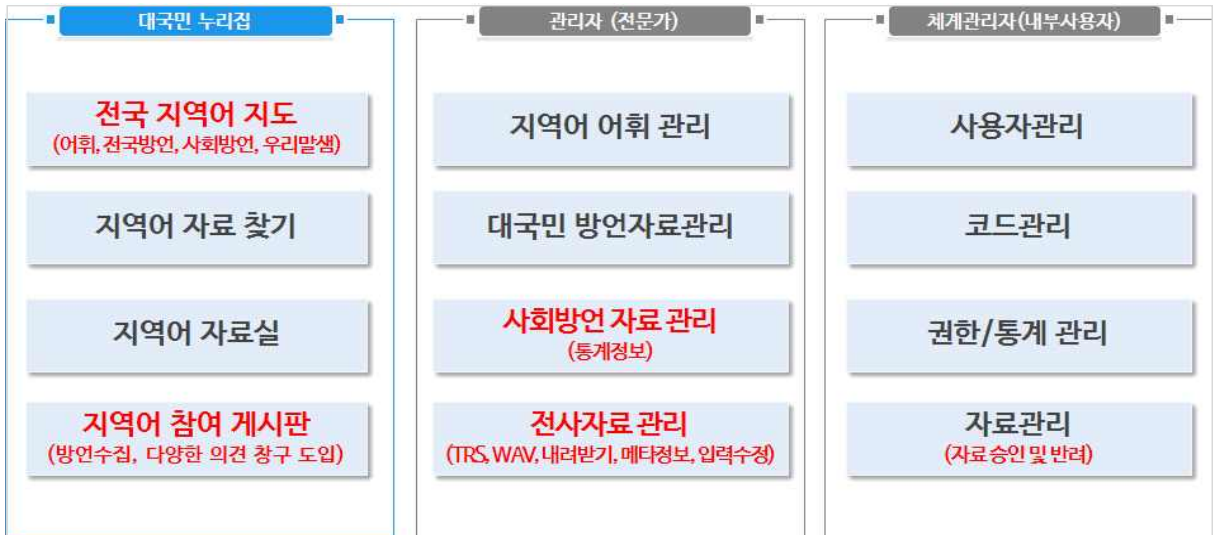 대국민 누리집
전국 지역어 지도
(어휘, 전국방언, 사회방언, 우리말샘)
지역어 자료 찾기
지역어 자료실
지역어 참여 게시판
(방언수집, 다양한 의견 창구 도입)
관리자 (전문가)
지역어 어휘 관리
대국민 방언자료관리
사회방언 자료 관리
(통계정보)
전사자료 관리
(TRS, WAV, 내려받기, 메타정보, 입력수정)
체계관리자(내부사용자)
사용자관리
코드관리
권한/통계 관리
자료관리
(자료 승인 및 반려)